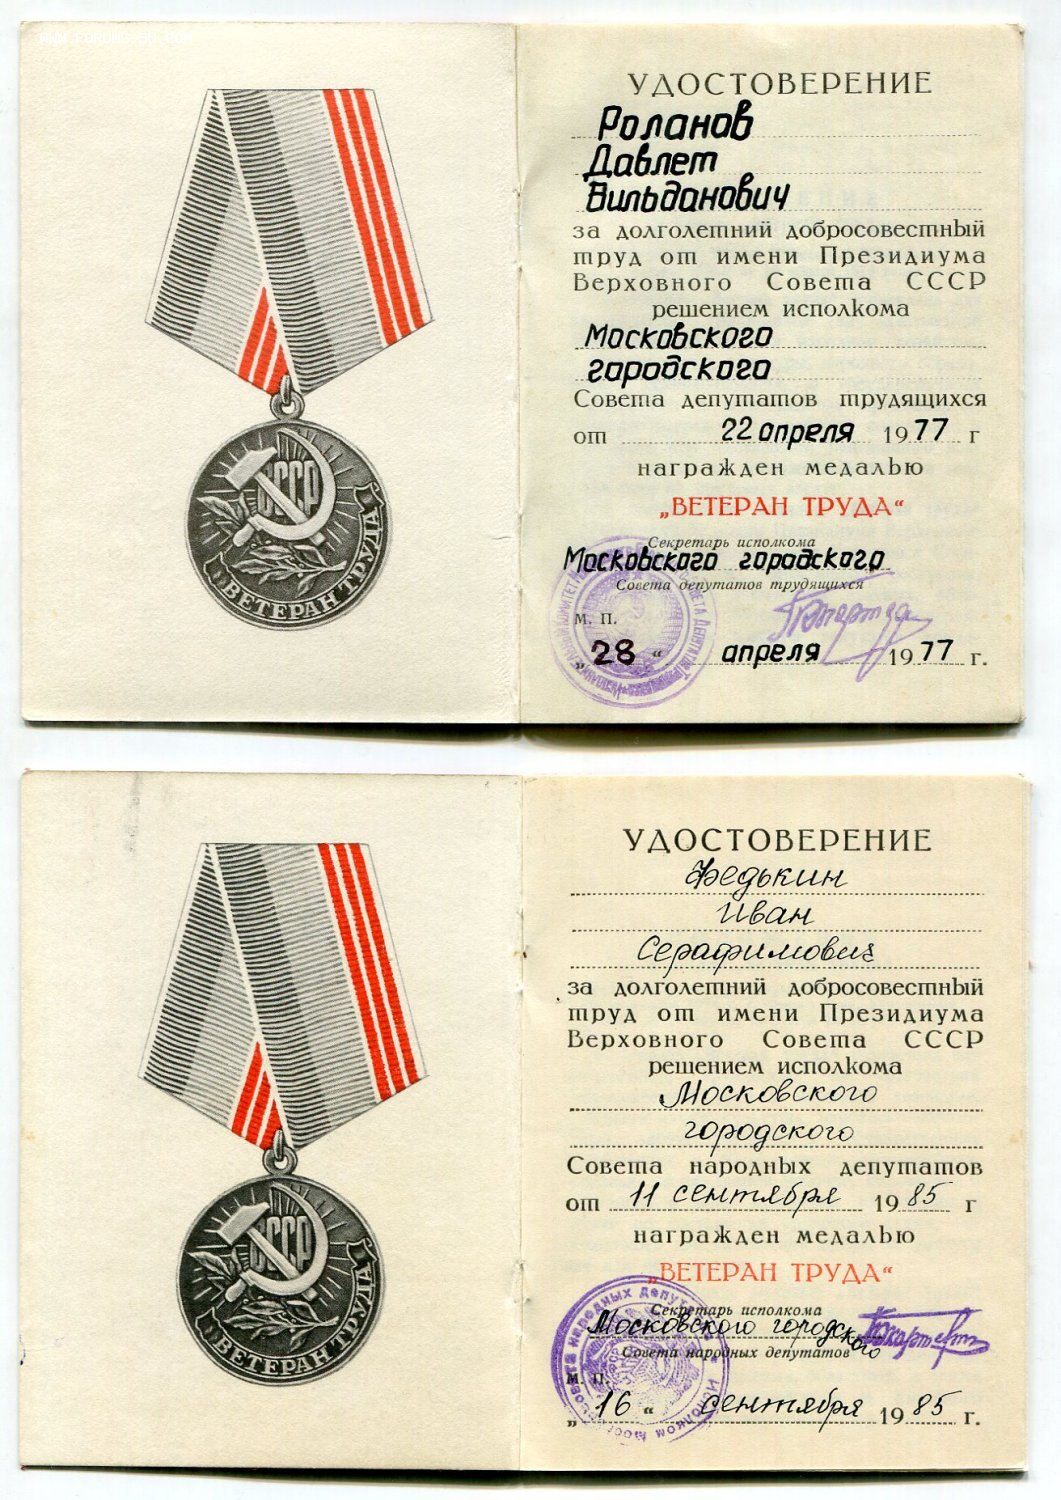 СССР
ВЕТЕРАН ТРУДА
УДОСТОВЕРЕНИЕ
Роланов
Давлет
Вильданович
за долголетний добросовестный
труд от имени Президиума
Верховного Совета СССР
решением исполкома
Московского
городского
Совета депутатов трудящихся
от 22 апреля 1977 г
награжден медалью
„ВЕТЕРАН ТРУДА“
Секретарь исполкома
Московского городского
Совета депутатов трудящихся
М. П.
„28“ апреля 1977 г.
СССР
ВЕТЕРАН ТРУДА
УДОСТОВЕРЕНИЕ
Федькин
Иван
Серафимович
за долголетний добросовестный
труд от имени Президиума
Верховного Совета СССР
решением исполкома
Московского
городского
Совета народных депутатов
от 11 сентября 1985 г
награжден медалью
„ВЕТЕРАН ТРУДА“
Секретарь исполкома
Московского городского
Совета народных депутатов
М. П.
„16“ сентября 1985 г.